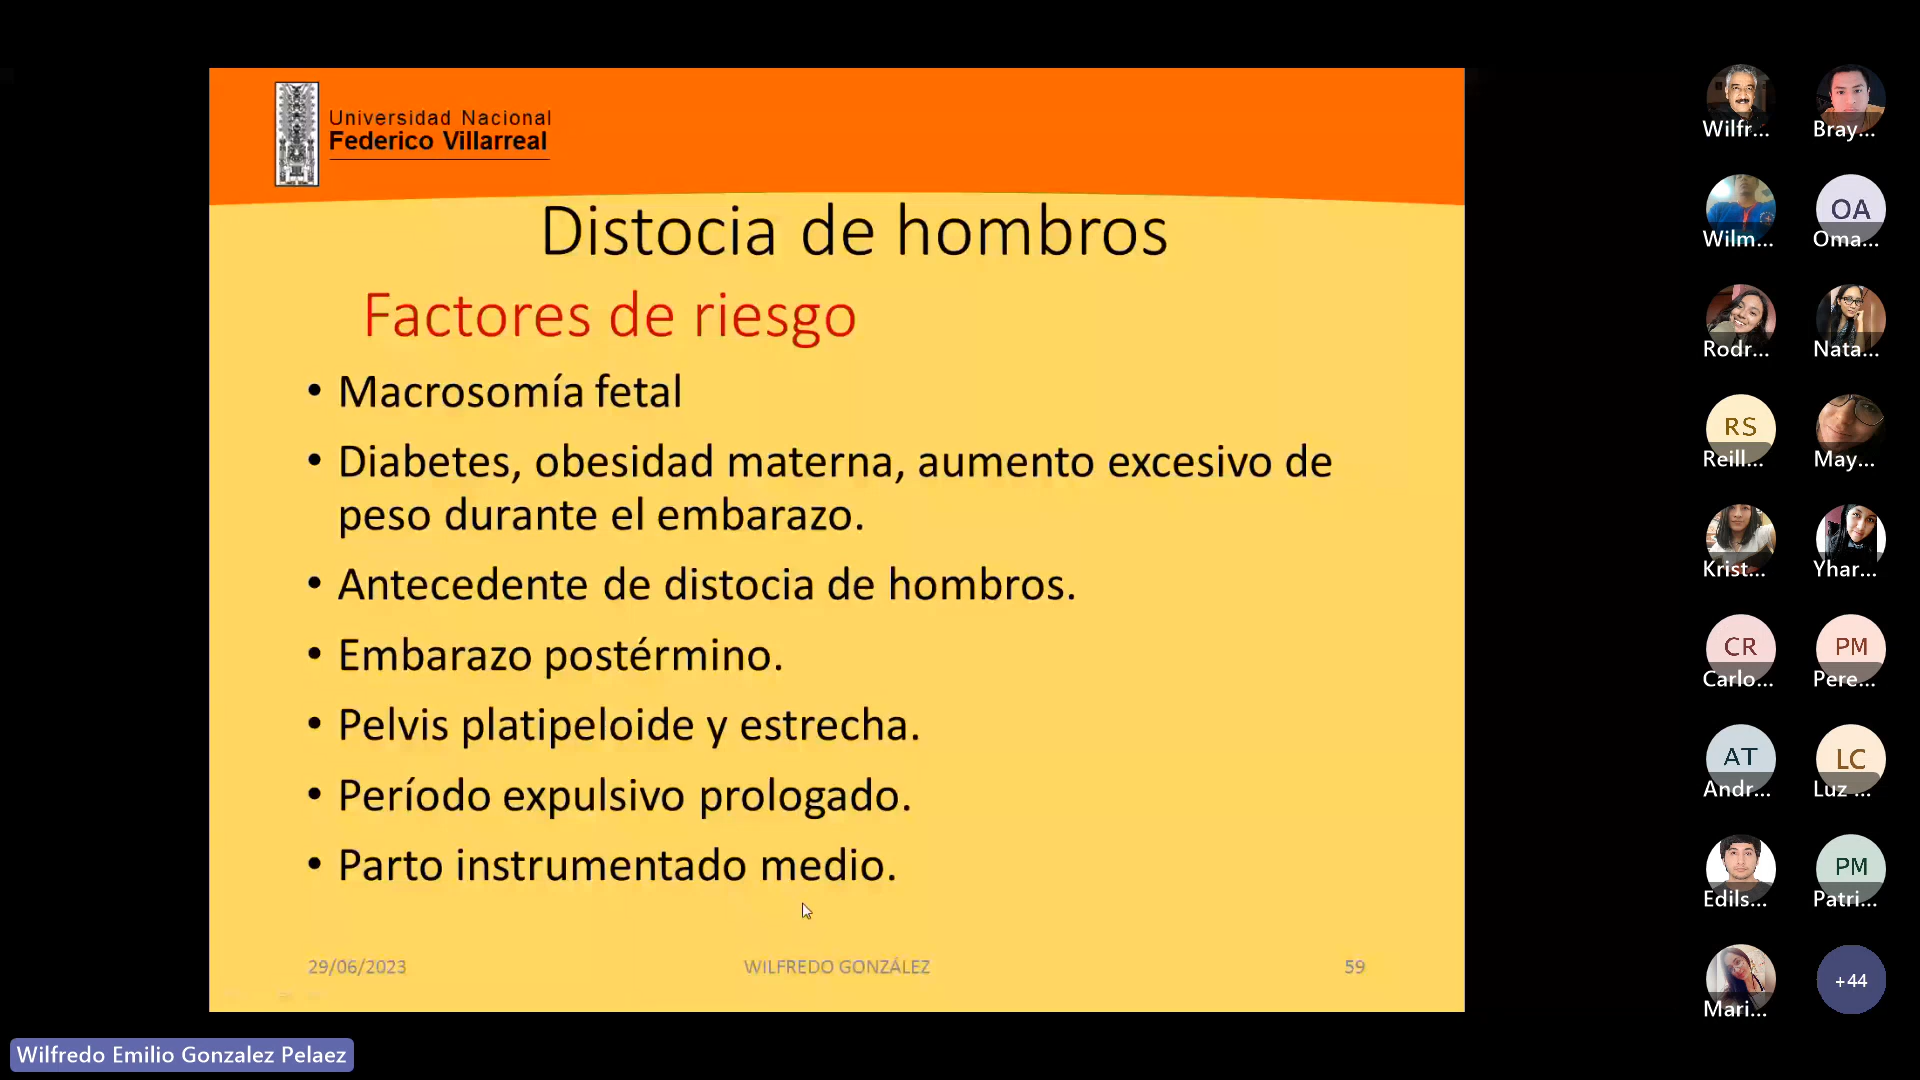 Universidad Nacional
Federico Villarreal
Distocia de hombros
Factores de riesgo
• Macrosomía fetal
• Diabetes, obesidad materna, aumento excesivo de
peso durante el embarazo.
• Antecedente de distocia de hombros.
• Embarazo postérmino.
• Pelvis platipeloide y estrecha.
• Período expulsivo prologado.
• Parto instrumentado medio.
29/06/2023
WILFREDO GONZÁLEZ
59
Wilfredo Emilio Gonzalez Pelaez
Wilfr...
Bray...
Wilm...
OA
Oma...
Rodr...
Nata...
RS
Reill...
May...
Krist...
Yhar...
CR
Carlo...
PM
Pere...
AT
Andr...
LC
Luz ...
Edils...
PM
Patri...
Mari...
+44